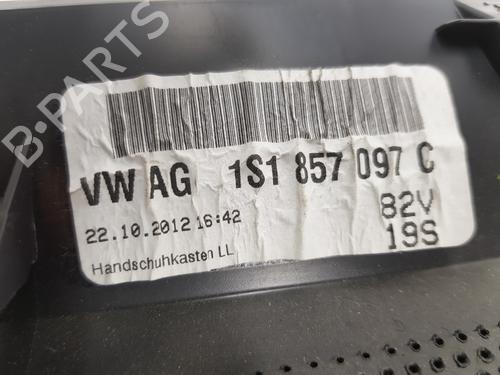 B-PARTS
VW AG 1S1 857 097 C
82V
22.10.2012 16:42
19S
Handschuhkasten LL